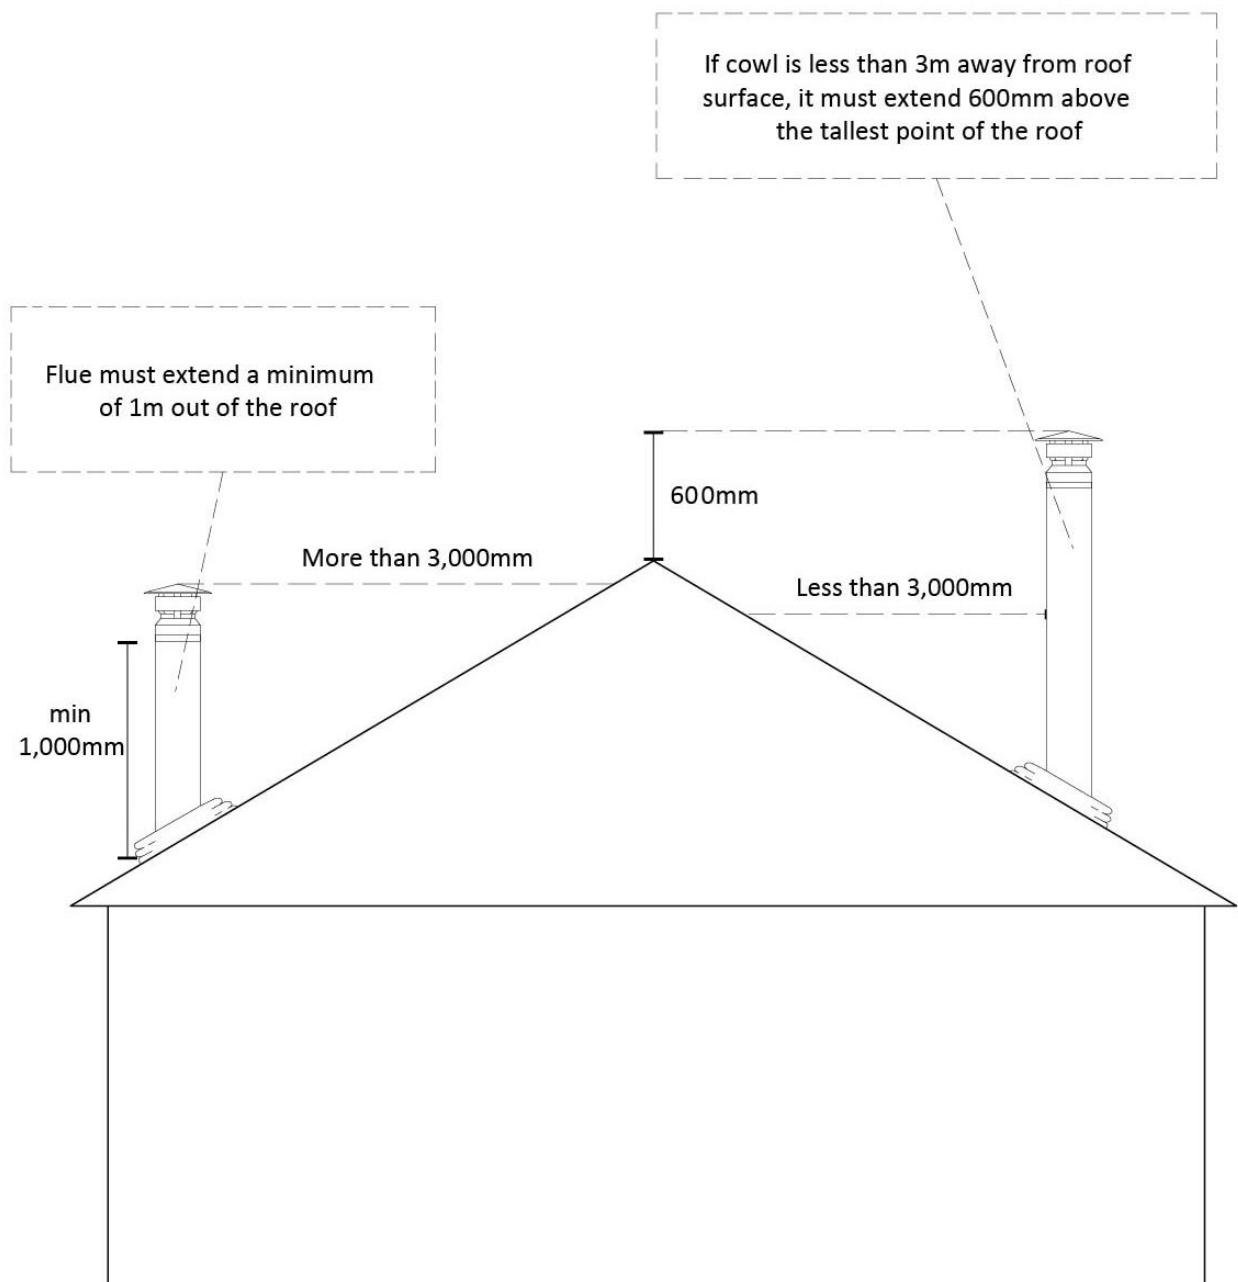 If cowl is less than 3m away from roof
surface, it must extend 600mm above
the tallest point of the roof
Flue must extend a minimum
of 1m out of the roof
600mm
More than 3,000mm
Less than 3,000mm
min
1,000mm